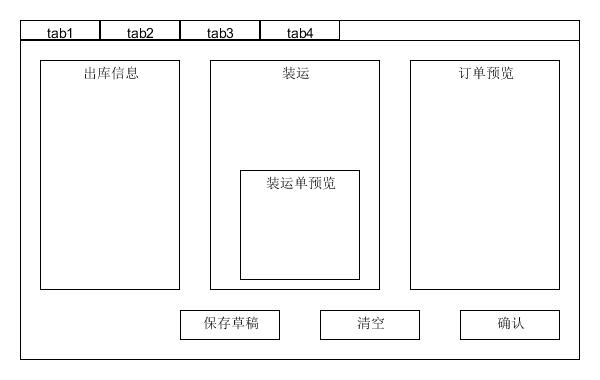 tab1 tab2 tab3 tab4
出库信息 装运 订单预览
装运单预览
保存草稿 清空 确认